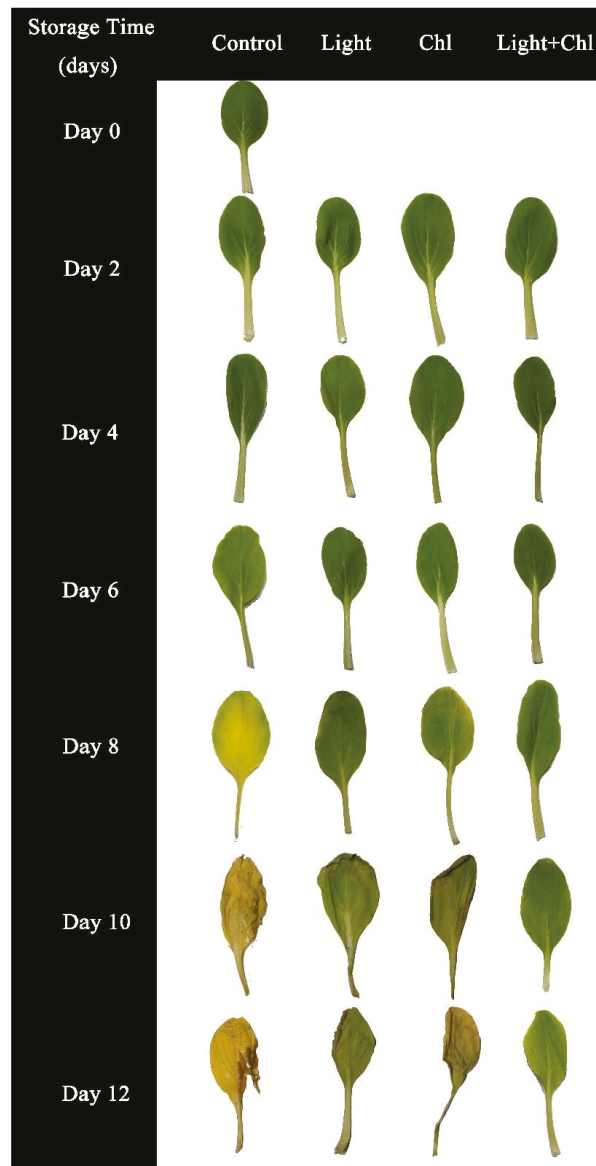 Storage Time
(days)
Control Light Chl Light+Chl
Day 0
Day 2
Day 4
Day 6
Day 8
Day 10
Day 12